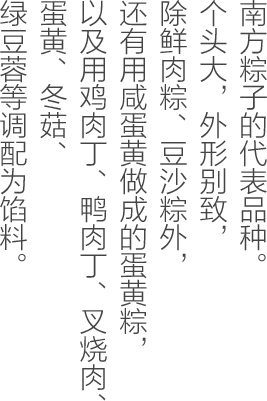 南方粽子的代表品种。
个头大，外形别致，
除鲜肉粽、豆沙粽外，
还有用咸蛋黄做成的蛋黄粽，
以及用鸡肉丁、鸭肉丁、叉烧肉、
蛋黄、冬菇、
绿豆蓉等调配为馅料。